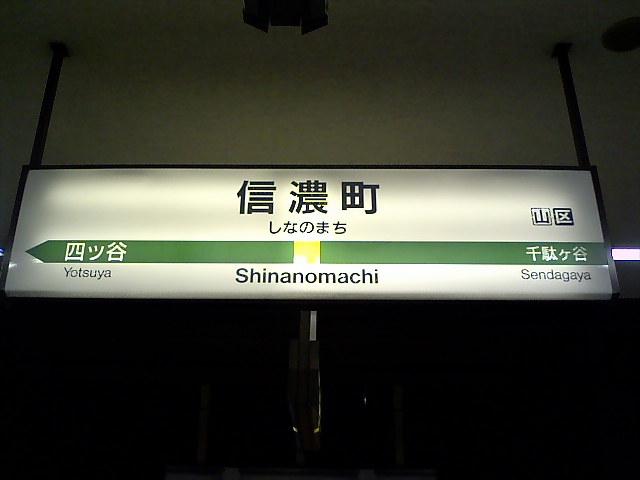 信濃町
しなのまち
山区
四ツ谷
千駄ヶ谷
Yotsuya
Shinanomachi
Sendagaya